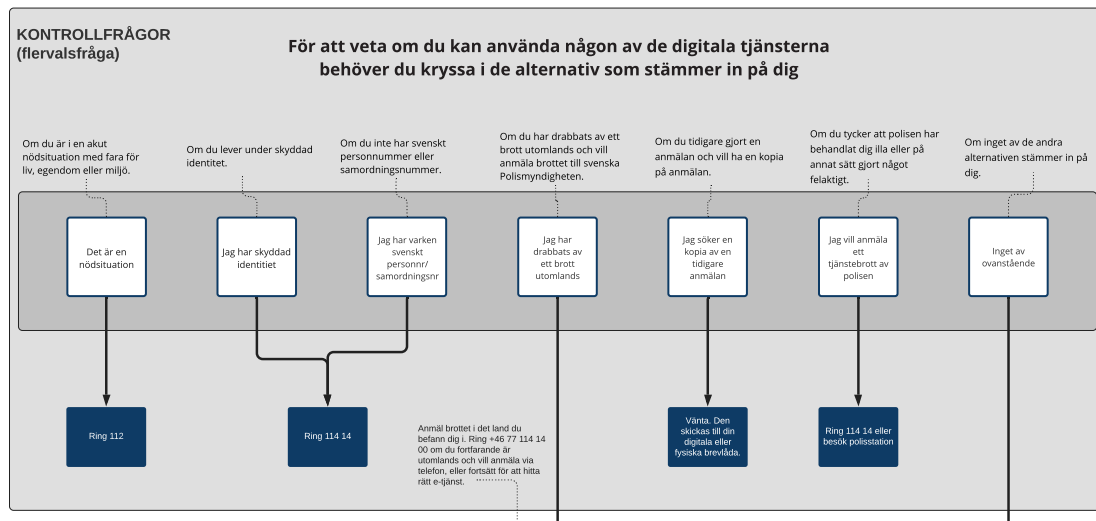 KONTROLLFRÅGOR
(flervalsfråga)
För att veta om du kan använda någon av de digitala tjänsterna
behöver du kryssa i de alternativ som stämmer in på dig
Om du är i en akut
nödsituation med fara för
liv, egendom eller miljö.
Om du lever under skyddad
identitet.
Om du inte har svenskt
personnummer eller
samordningsnummer.
Om du har drabbats av ett
brott utomlands och vill
anmäla brottet till svenska
Polismyndigheten.
Om du tidigare gjort en
anmälan och vill ha en kopia
på anmälan.
Om du tycker att polisen har
behandlat dig illa eller på
annat sätt gjort något
felaktigt.
Om inget av de andra
alternativen stämmer in på
dig.
Det är en
nödsituation
Jag har skyddad
identitiet
Jag har varken
svenskt
personnr/
samordningsnr
Jag har
drabbats av
ett brott
utomlands
Jag söker en
kopia av en
tidigare
anmälan
Jag vill anmäla
ett
tjänstebrott av
polisen
Inget av
ovanstående
Ring 112
Ring 114 14
Anmäl brottet i det land du
befann dig i. Ring +46 77 114 14
00 om du fortfarande är
utomlands och vill anmäla via
telefon, eller fortsätt för att hitta
rätt e-tjänst.
Vänta. Den
skickas till din
digitala eller
fysiska brevlåda.
Ring 114 14 eller
besök polisstation